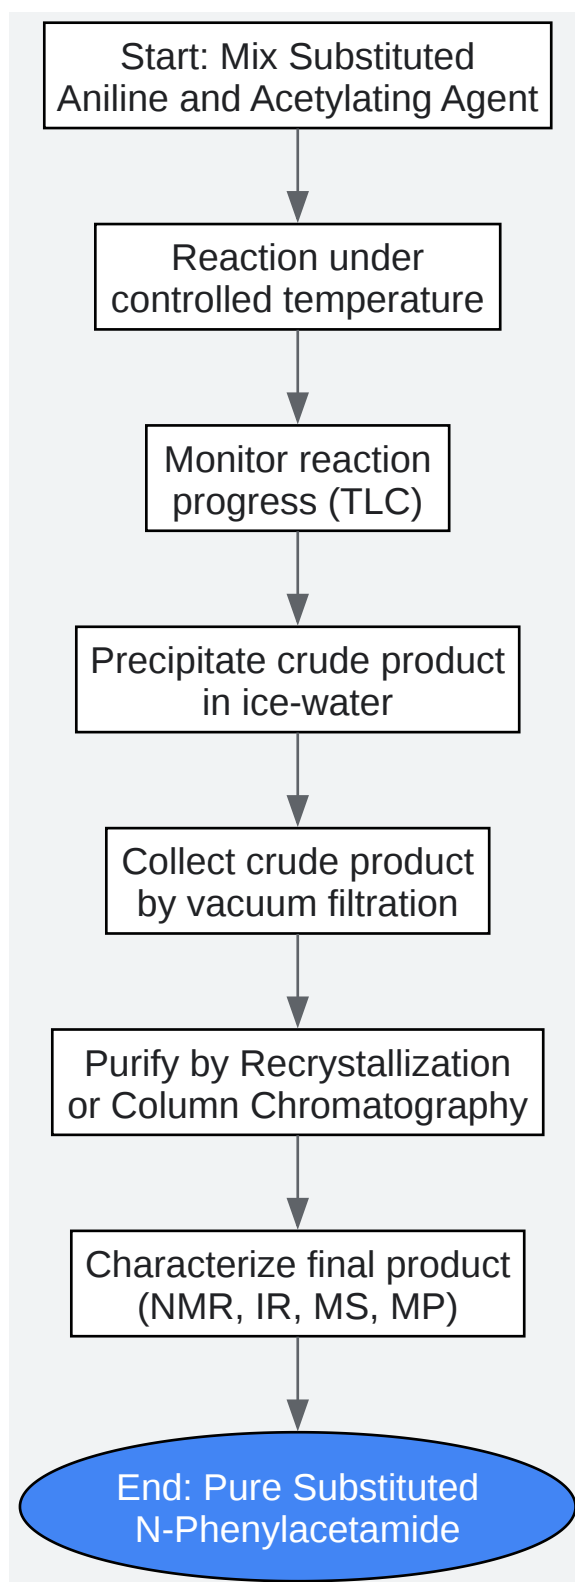 Start: Mix Substituted
Aniline and Acetylating Agent
Reaction under
controlled temperature
Monitor reaction
progress (TLC)
Precipitate crude product
in ice-water
Collect crude product
by vacuum filtration
Purify by Recrystallization
or Column Chromatography
Characterize final product
(NMR, IR, MS, MP)
End: Pure Substituted
N-Phenylacetamide